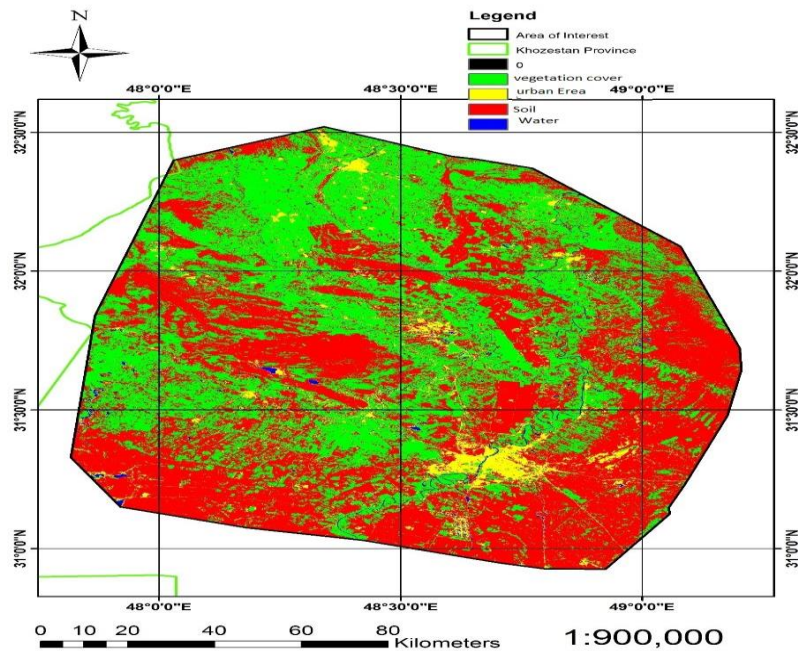 N
Legend
Area of Interest
Khozestan Province
0
vegetation cover
urban Erea
Soil
Water
48°0'0"E
48°30'0"E
49°0'0"E
32°30'0"N
32°30'0"N
32°0'0"N
32°0'0"N
31°30'0"N
31°30'0"N
31°0'0"N
31°0'0"N
48°0'0"E
48°30'0"E
49°0'0"E
0 10 20 40 60 80
Kilometers
1:900,000